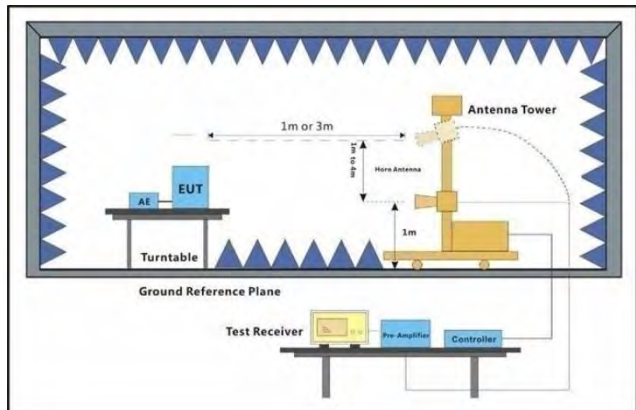 1m or 3m
Antenna Tower
1m to 4m
Horn Antenna
EUT
AE
1m
Turntable
Ground Reference Plane
Test Receiver
Pre-Amplifier
Controller